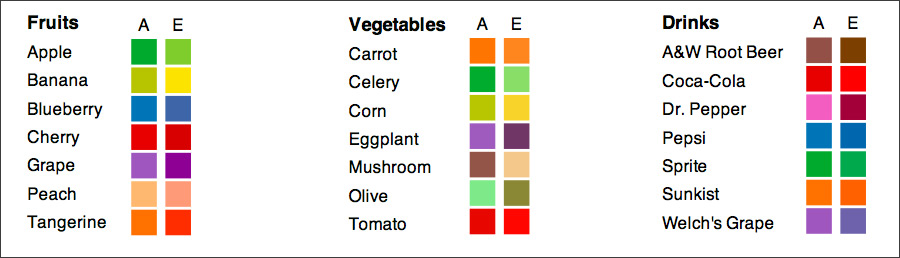 Fruits A E
Apple
Banana
Blueberry
Cherry
Grape
Peach
Tangerine
Vegetables A E
Carrot
Celery
Corn
Eggplant
Mushroom
Olive
Tomato
Drinks A E
A&W Root Beer
Coca-Cola
Dr. Pepper
Pepsi
Sprite
Sunkist
Welch's Grape